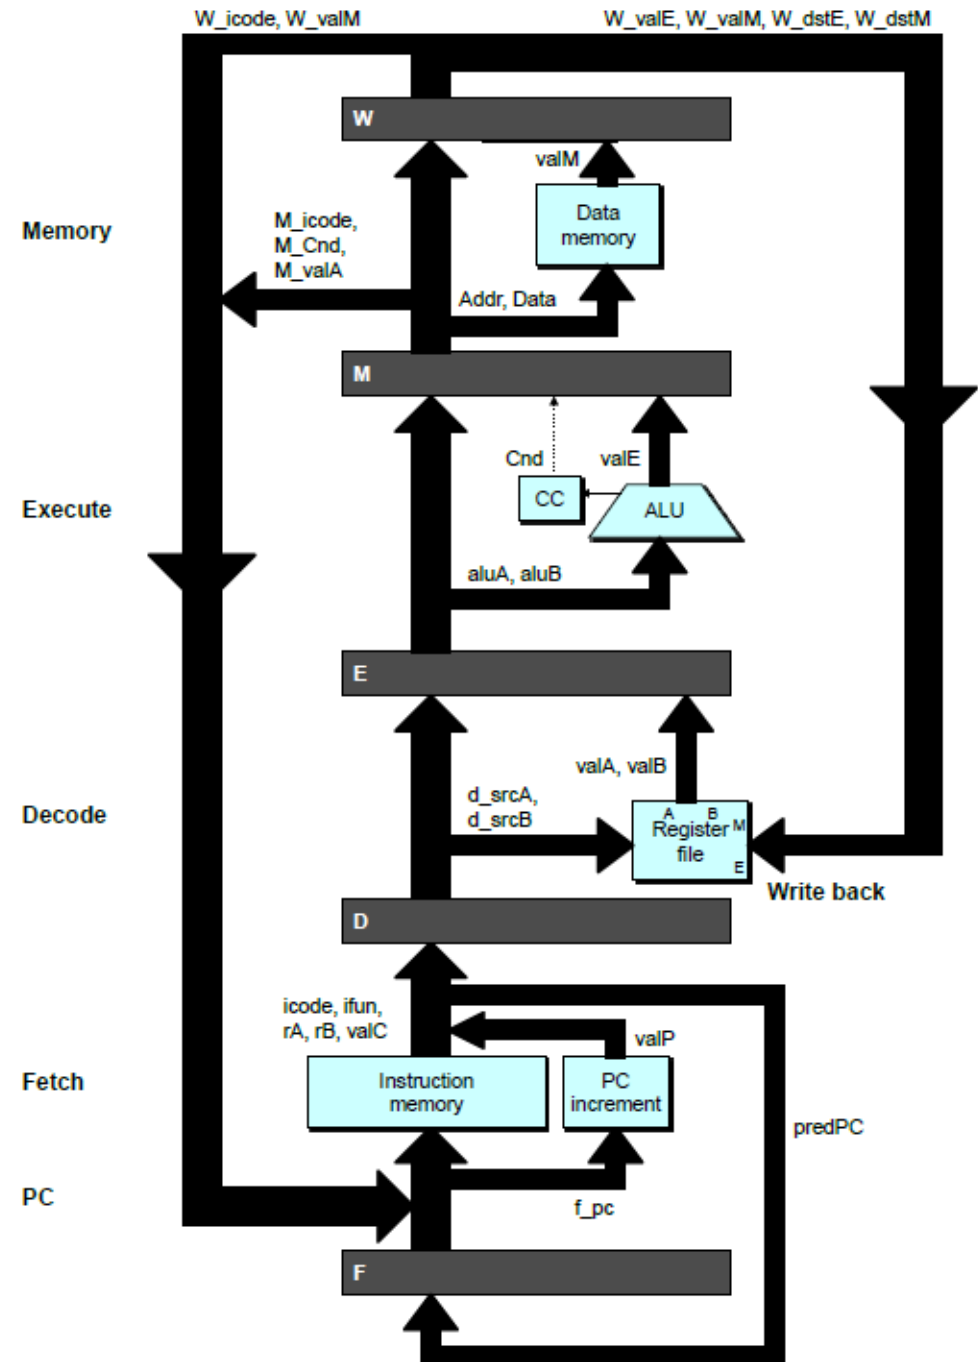 W_icode, W_valM
W_valE, W_valM, W_dstE, W_dstM
W
valM
Data
memory
Memory
M_icode,
M_Cnd,
M_valA
Addr, Data
M
Cnd
valE
CC
ALU
Execute
aluA, aluB
E
valA, valB
d_srcA,
d_srcB
Decode
A B
M
Register
file
E
Write back
D
icode, ifun,
rA, rB, valC
valP
Fetch
Instruction
memory
PC
increment
predPC
PC
f_pc
F